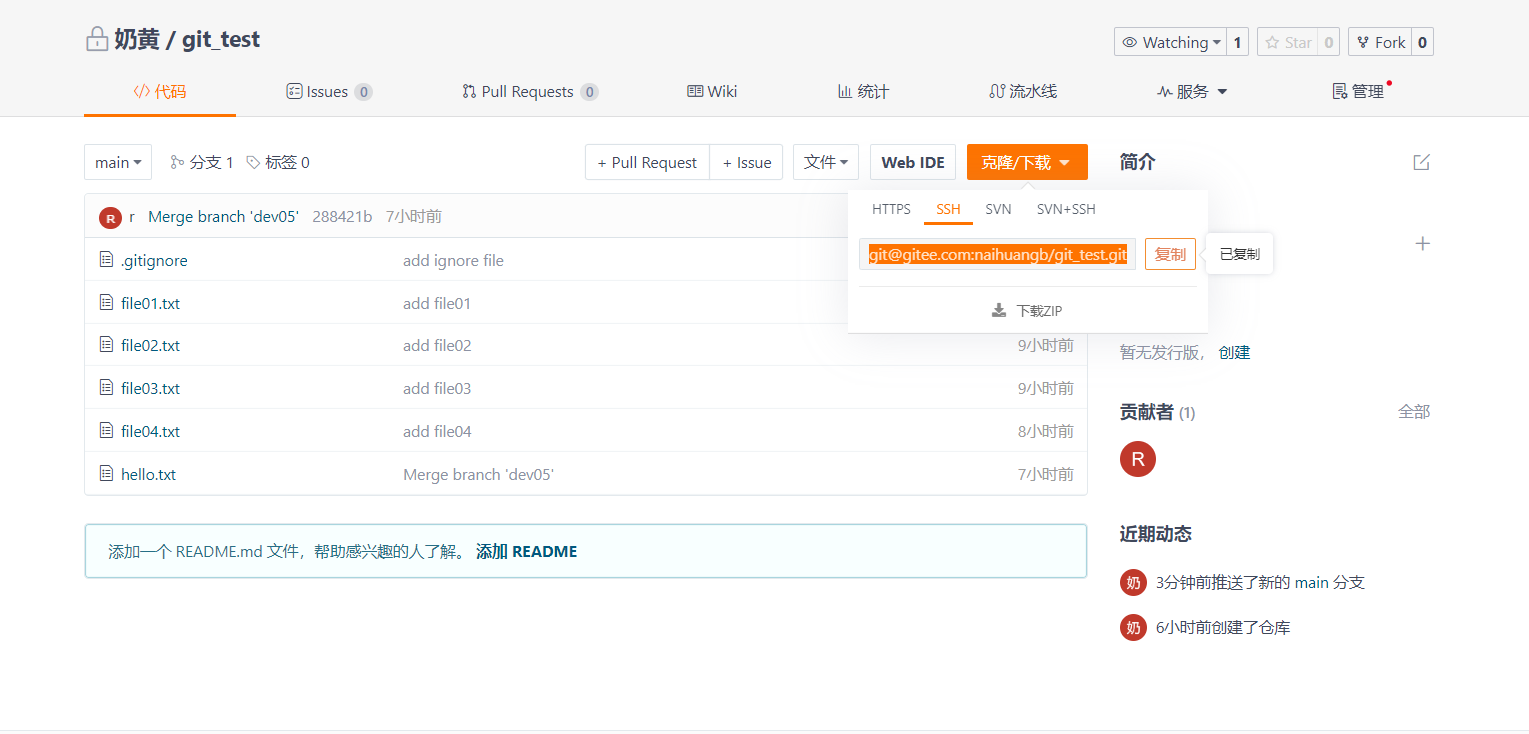 奶黄 / git_test
Watching 1 Star 0 Fork 0
代码 Issues 0 Pull Requests 0 Wiki 统计 流水线 服务 管理
main 分支 1 标签 0 + Pull Request + Issue 文件 Web IDE 克隆/下载 简介
HTTPS SSH SVN SVN+SSH
git@gitee.com:naihuangb/git_test.git 复制 已复制
下载ZIP
R r Merge branch 'dev05' 288421b 7小时前
.gitignore add ignore file
file01.txt add file01
file02.txt add file02 9小时前
file03.txt add file03 9小时前
file04.txt add file04 8小时前
hello.txt Merge branch 'dev05' 7小时前
添加一个 README.md 文件，帮助感兴趣的人了解。 添加 README
暂无发行版， 创建
贡献者 (1) 全部
R
近期动态
奶 3分钟前推送了新的 main 分支
奶 6小时前创建了仓库